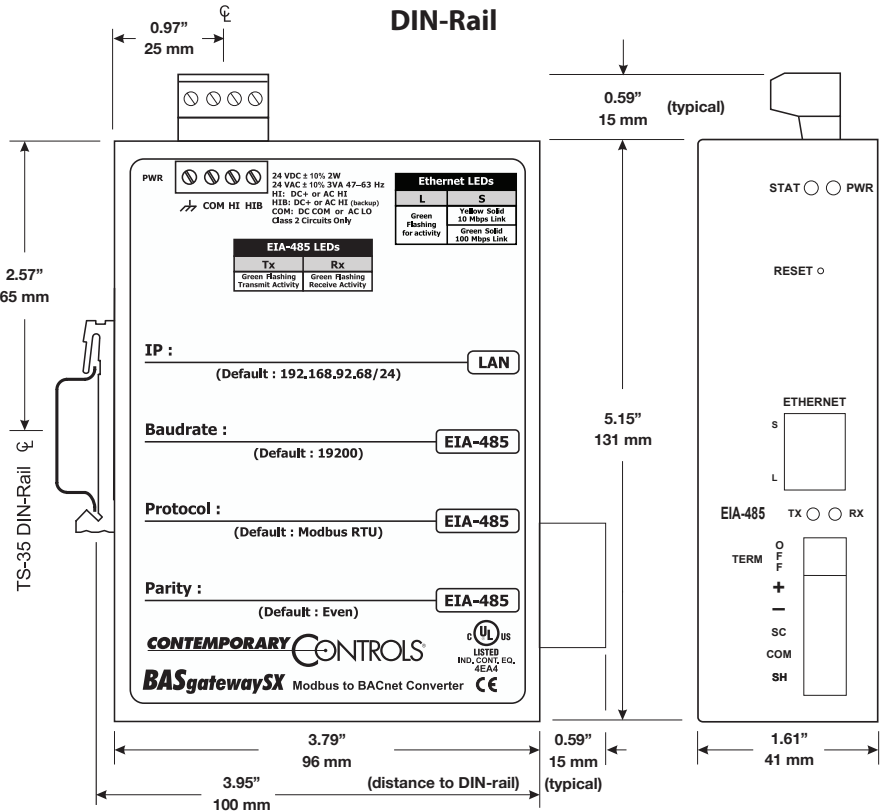 DIN-Rail
0.97”
25 mm
℄
0.59”
15 mm
(typical)
2.57”
65 mm
TS-35 DIN-Rail ℄
PWR
COM HI HIB
24 VDC ± 10% 2W
24 VAC ± 10% 3VA 47–63 Hz
HI: DC+ or AC HI
HIB: DC+ or AC HI (backup)
COM: DC COM or AC LO
Class 2 Circuits Only
Ethernet LEDs
L S
Green
Flashing
for activity
Yellow Solid
10 Mbps Link
Green Solid
100 Mbps Link
EIA-485 LEDs
Tx Rx
Green Flashing
Transmit Activity
Green Flashing
Receive Activity
IP :
LAN
(Default : 192.168.92.68/24)
Baudrate :
EIA-485
(Default : 19200)
Protocol :
EIA-485
(Default : Modbus RTU)
Parity :
EIA-485
(Default : Even)
CONTEMPORARY CONTROLS®
C UL US
LISTED
IND. CONT. EQ.
4EA4
BASgatewaySX Modbus to BACnet Converter CE
5.15”
131 mm
STAT PWR
RESET
ETHERNET
S
L
EIA-485 TX RX
TERM
OFF
+
–
SC
COM
SH
3.79”
96 mm
0.59”
15 mm
(typical)
3.95”
100 mm
(distance to DIN-rail)
1.61”
41 mm